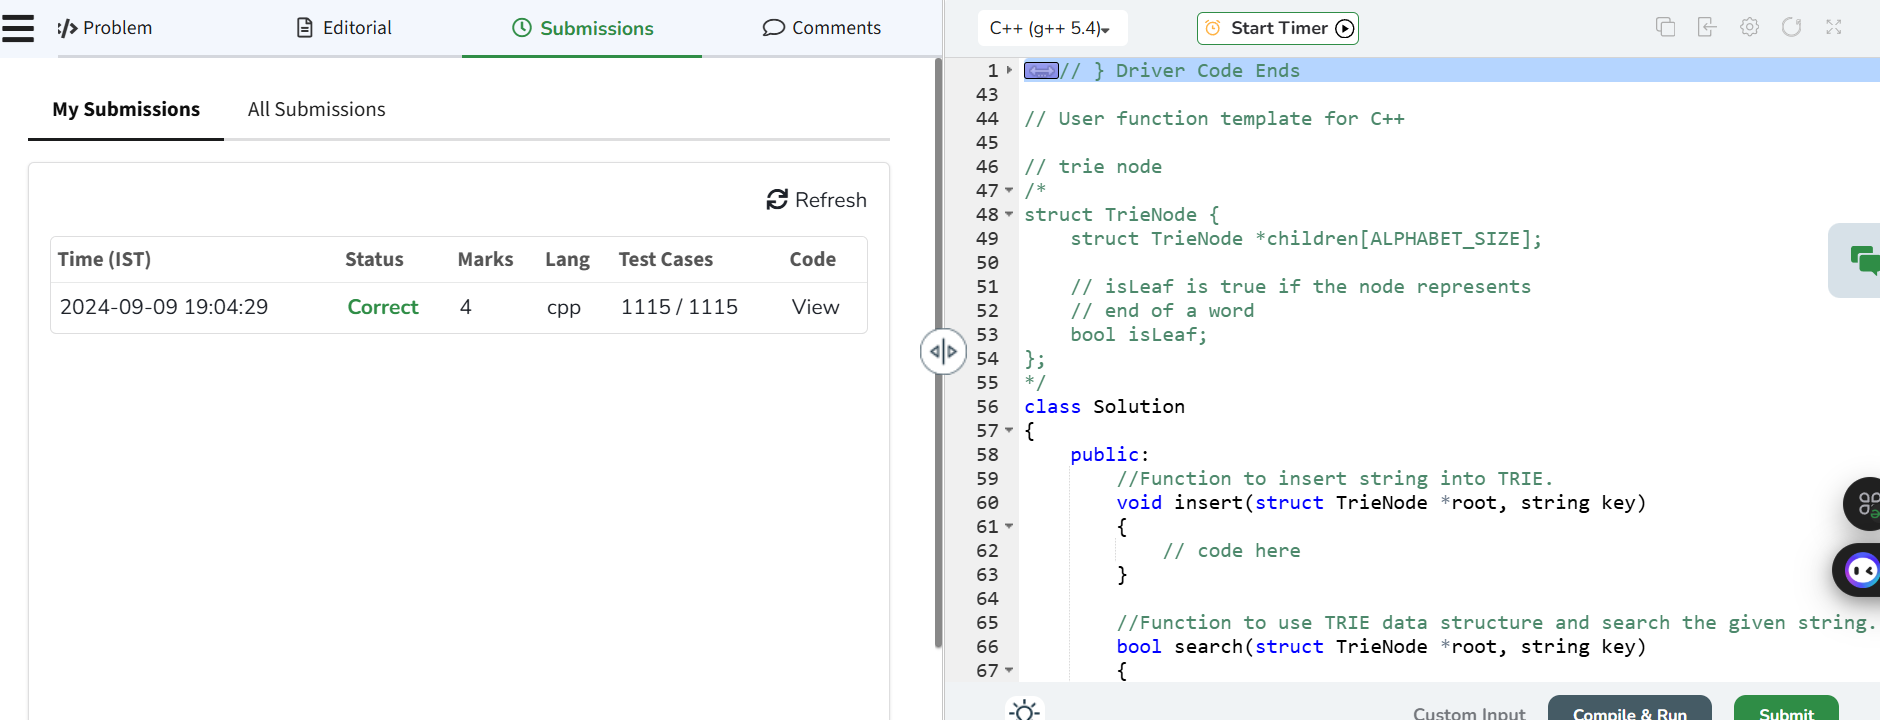 Problem
Editorial
Submissions
Comments
My Submissions
All Submissions
Refresh
Time (IST) Status Marks Lang Test Cases Code
2024-09-09 19:04:29 Correct 4 cpp 1115 / 1115 View
C++ (g++ 5.4)
Start Timer
1 // } Driver Code Ends
43
44 // User function template for C++
45
46 // trie node
47 /*
48 struct TrieNode {
49     struct TrieNode *children[ALPHABET_SIZE];
50
51     // isLeaf is true if the node represents
52     // end of a word
53     bool isLeaf;
54 };
55 */
56 class Solution
57 {
58     public:
59         //Function to insert string into TRIE.
60         void insert(struct TrieNode *root, string key)
61         {
62             // code here
63         }
64
65         //Function to use TRIE data structure and search the given string.
66         bool search(struct TrieNode *root, string key)
67         {
Custom Input
Compile & Run
Submit